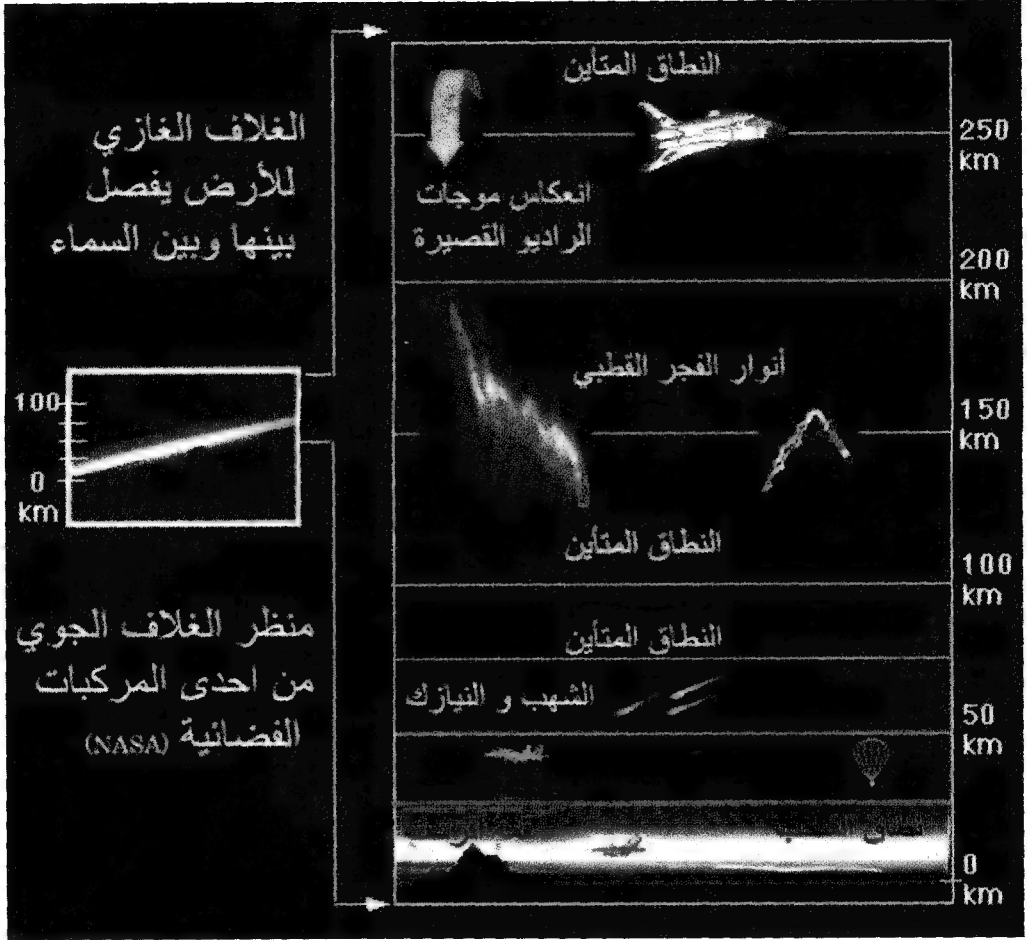 النطاق المتأين
250
km
الغلاف الغازي
للأرض يفصل
بينها وبين السماء
انعكاس موجات
الراديو القصيرة
200
km
أنوار الفجر القطبي
150
km
100
0
km
النطاق المتأين
100
km
النطاق المتأين
منظر الغلاف الجوي
من احدى المركبات
الفضائية (NASA)
الشهب و النيازك
50
km
0
km